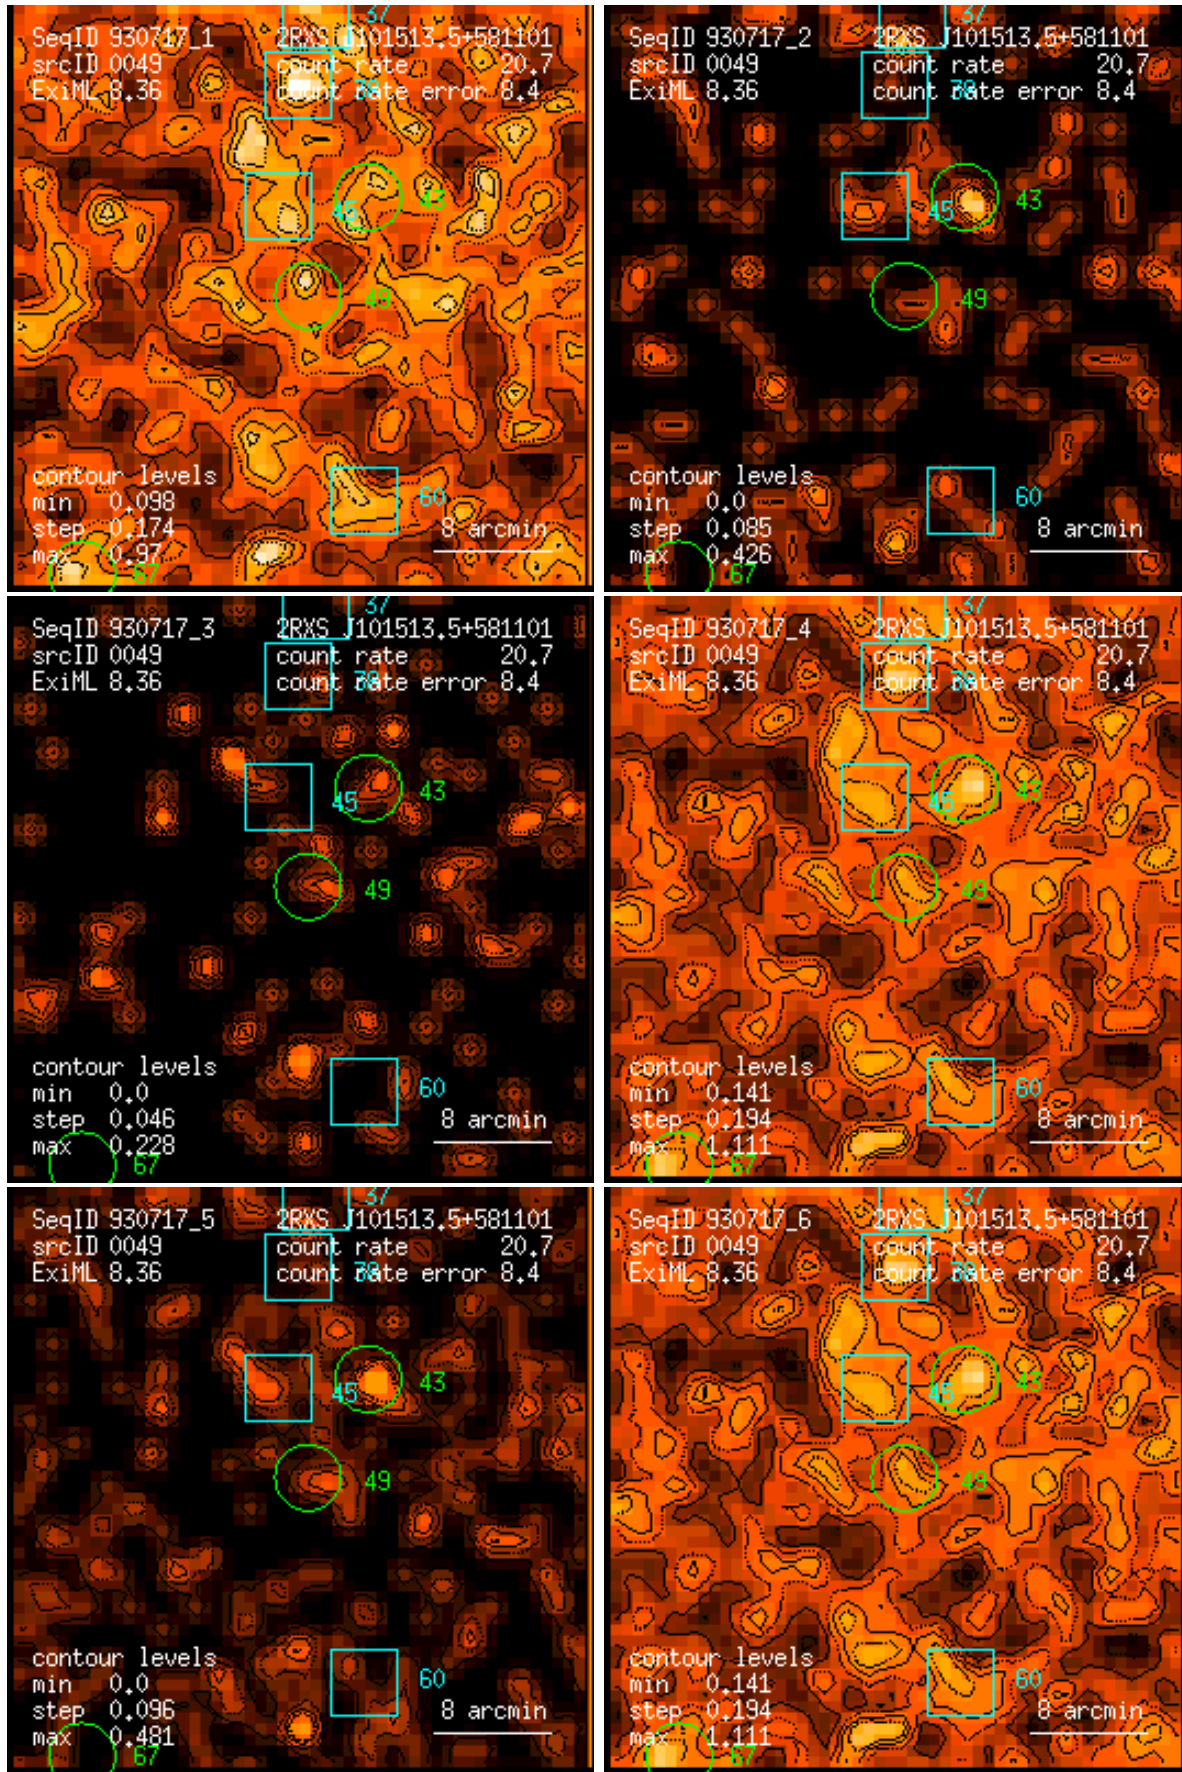 37
SeqID 930717_1 2RXS J101513.5+581101
srcID 0049 count rate 20.7
ExiML 8.36 count rate error 8.4
43
45
49
contour levels
min 0.098
60
step 0.174
8 arcmin
max 0.97
67
37
SeqID 930717_2 2RXS J101513.5+581101
srcID 0049 count rate 20.7
ExiML 8.36 count rate error 8.4
43
45
49
contour levels
min 0.0
60
step 0.085
8 arcmin
max 0.426
67
37
SeqID 930717_3 2RXS J101513.5+581101
srcID 0049 count rate 20.7
ExiML 8.36 count rate error 8.4
43
45
49
contour levels
min 0.0
60
step 0.046
8 arcmin
max 0.228
67
37
SeqID 930717_4 2RXS J101513.5+581101
srcID 0049 count rate 20.7
ExiML 8.36 count rate error 8.4
43
45
49
contour levels
min 0.141
60
step 0.194
8 arcmin
max 1.111
67
37
SeqID 930717_5 2RXS J101513.5+581101
srcID 0049 count rate 20.7
ExiML 8.36 count rate error 8.4
43
45
49
contour levels
min 0.0
60
step 0.096
8 arcmin
max 0.481
67
37
SeqID 930717_6 2RXS J101513.5+581101
srcID 0049 count rate 20.7
ExiML 8.36 count rate error 8.4
43
45
49
contour levels
min 0.141
60
step 0.194
8 arcmin
max 1.111
67